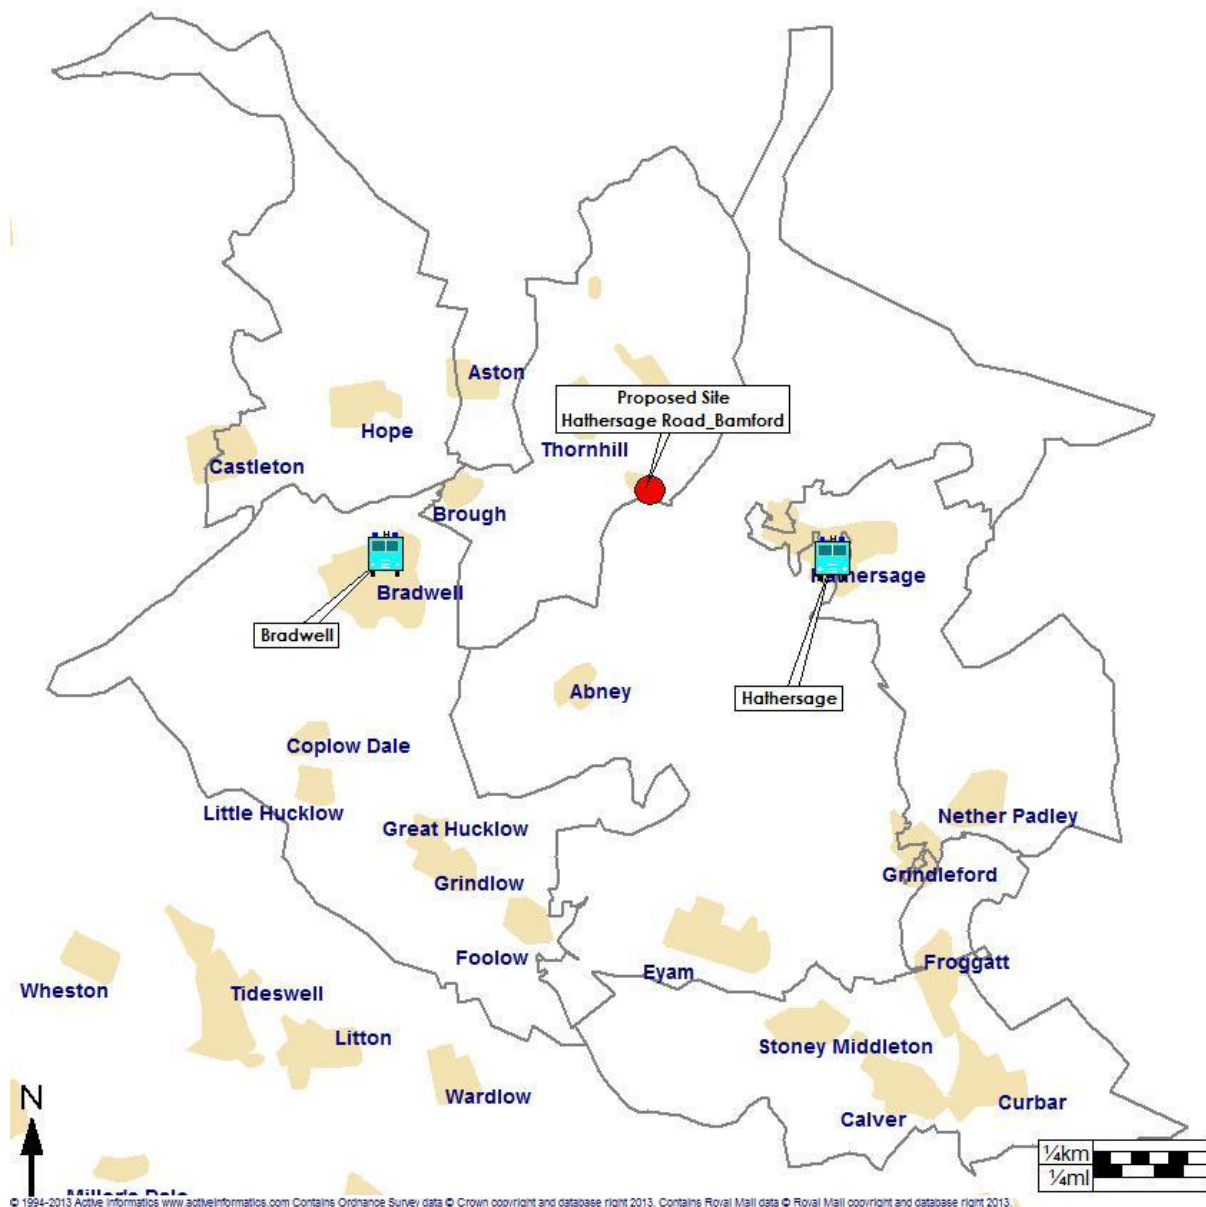 Aston
Proposed Site
Hathersage Road_Bamford
Hope
Thornhill
Castleton
Brough
Hathersage
Bradwell
Bradwell
Abney
Hathersage
Coplow Dale
Little Hucklow
Great Hucklow
Nether Padley
Grindlow
Grindleford
Foolow
Eyam
Froggatt
Wheston
Tideswell
Litton
Stoney Middleton
Wardlow
Calver
Curbar
N
¼km
¼ml
Miller's Dale
© 1994-2013 Active Informatics www.activeinformatics.com Contains Ordnance Survey data © Crown copyright and database right 2013. Contains Royal Mail data © Royal Mail copyright and database right 2013.